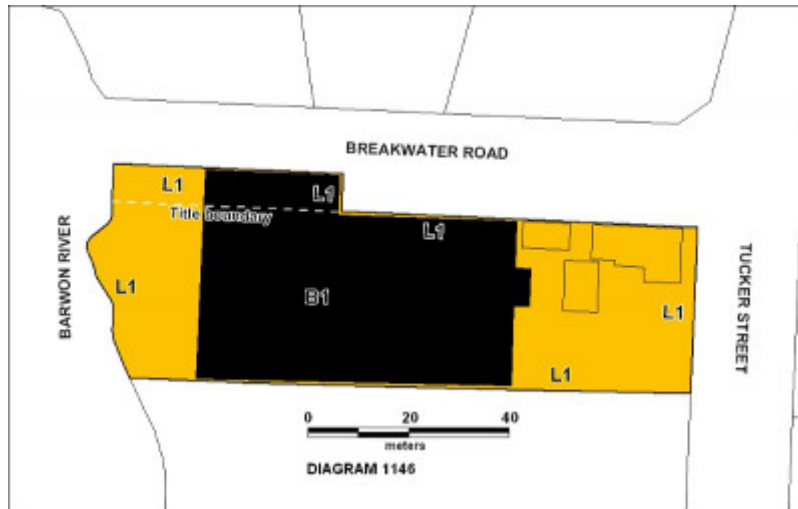 BREAKWATER ROAD
L1
L1
Title boundary
L1
BARWON RIVER
L1
B1
L1
TUCKER STREET
L1
0 20 40
meters
DIAGRAM 1146